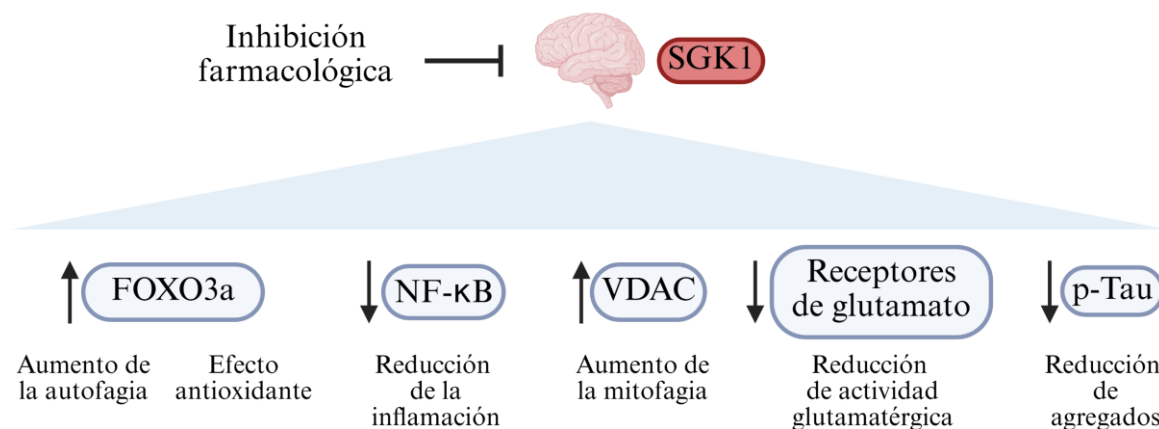 Inhibición
farmacológica
SGK1
FOXO3a
NF-κB
VDAC
Receptores
de glutamato
p-Tau
Aumento de
la autofagia
Efecto
antioxidante
Reducción
de la
inflamación
Aumento de
la mitofagia
Reducción
de actividad
glutamatérgica
Reducción
de
agregados